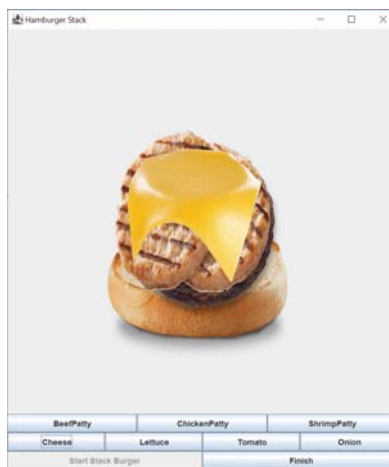 Hamburger Stack
BeefPatty ChickenPatty ShrimpPatty
Cheese Lettuce Tomato Onion
Start Stack Burger Finish